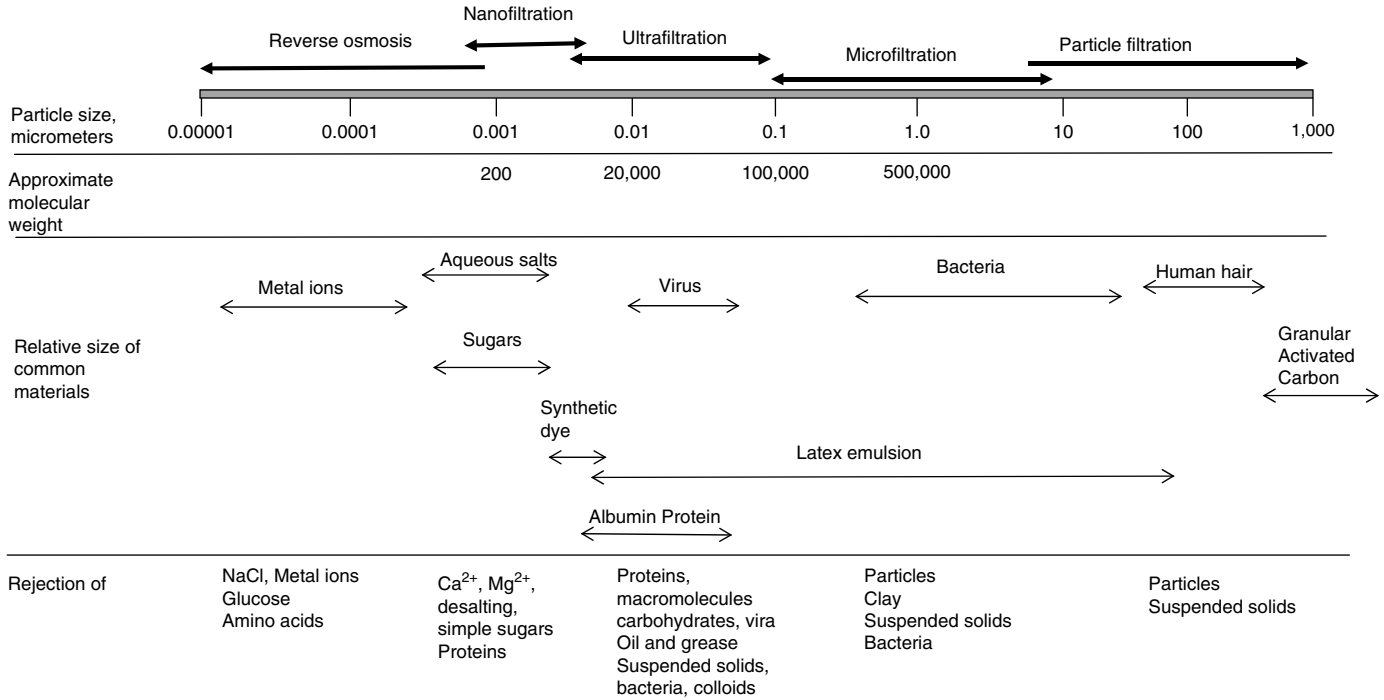 Nanofiltration
Reverse osmosis
Ultrafiltration
Microfiltration
Particle filtration
Particle size,
micrometers
0.00001 0.0001 0.001 0.01 0.1 1.0 10 100 1,000
Approximate
molecular
weight
200 20,000 100,000 500,000
Relative size of
common
materials
Aqueous salts
Metal ions
Virus
Bacteria
Human hair
Sugars
Granular
Activated
Carbon
Synthetic
dye
Latex emulsion
Albumin Protein
Rejection of
NaCl, Metal ions
Glucose
Amino acids
Ca²⁺, Mg²⁺,
desalting,
simple sugars
Proteins
Proteins,
macromolecules
carbohydrates, vira
Oil and grease
Suspended solids,
bacteria, colloids
Particles
Clay
Suspended solids
Bacteria
Particles
Suspended solids